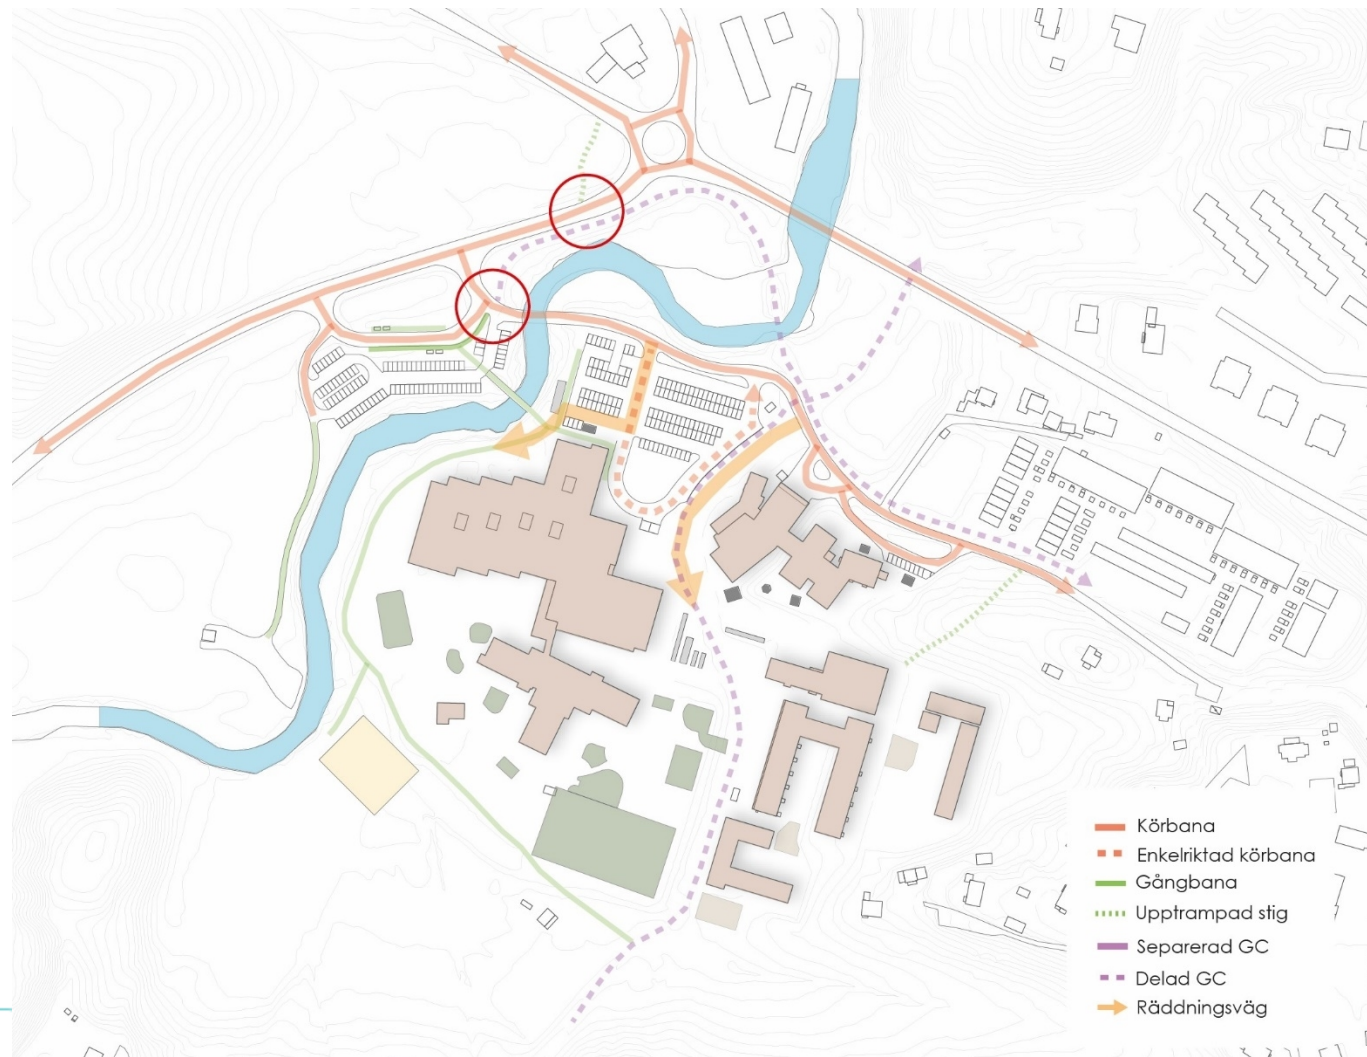 Körbana
Enkelriktad körbana
Gångbana
Upptrampad stig
Separerad GC
Delad GC
Räddningsväg